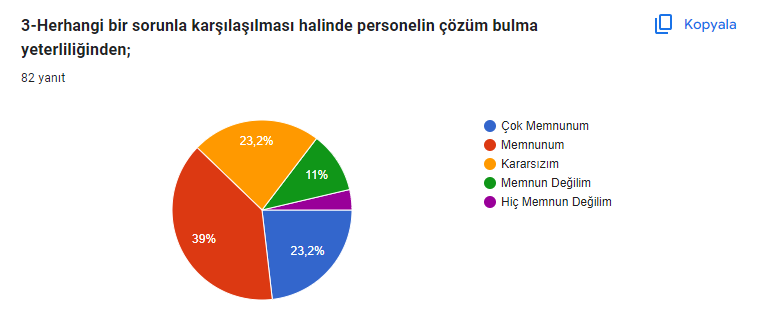 3-Herhangi bir sorunla karşılaşılması halinde personelin çözüm bulma
yeterliliğinden;
Kopyala
82 yanıt
23,2%
11%
39%
23,2%
Çok Memnunum
Memnunum
Kararsızım
Memnun Değilim
Hiç Memnun Değilim